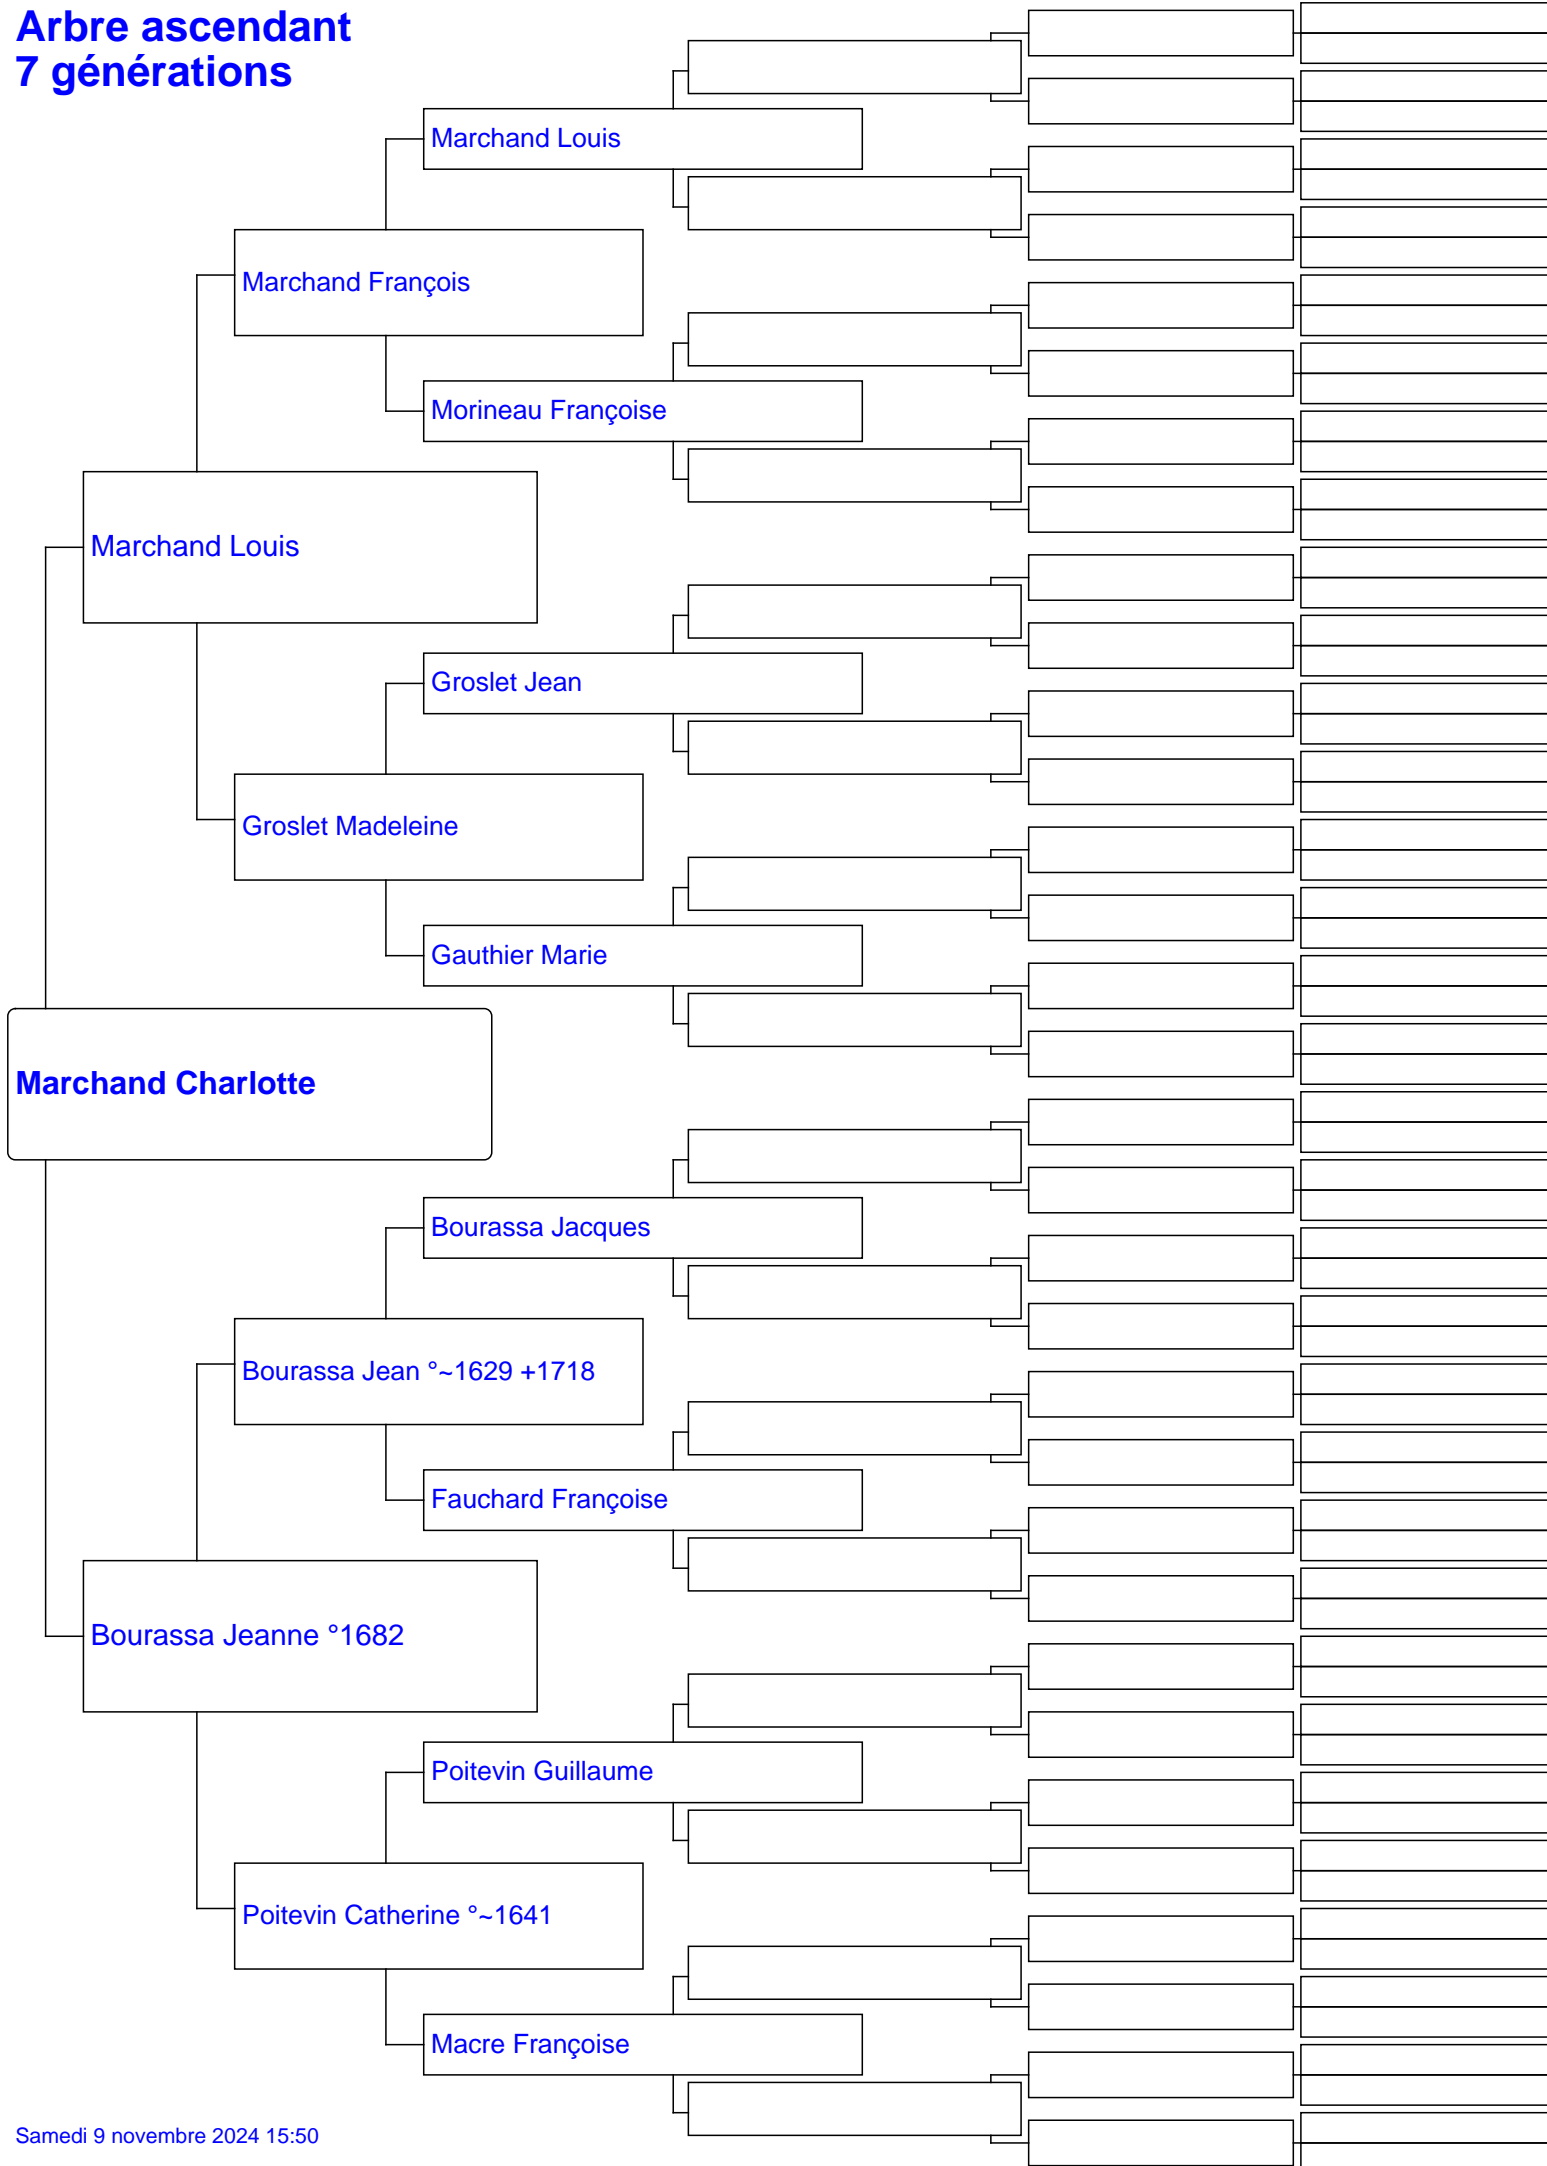 Arbre ascendant
7 générations
Marchand Louis
Marchand François
Morineau Françoise
Marchand Louis
Groslet Jean
Groslet Madeleine
Gauthier Marie
Marchand Charlotte
Bourassa Jacques
Bourassa Jean °~1629 +1718
Fauchard Françoise
Bourassa Jeanne °1682
Poitevin Guillaume
Poitevin Catherine °~1641
Macre Françoise
Samedi 9 novembre 2024 15:50